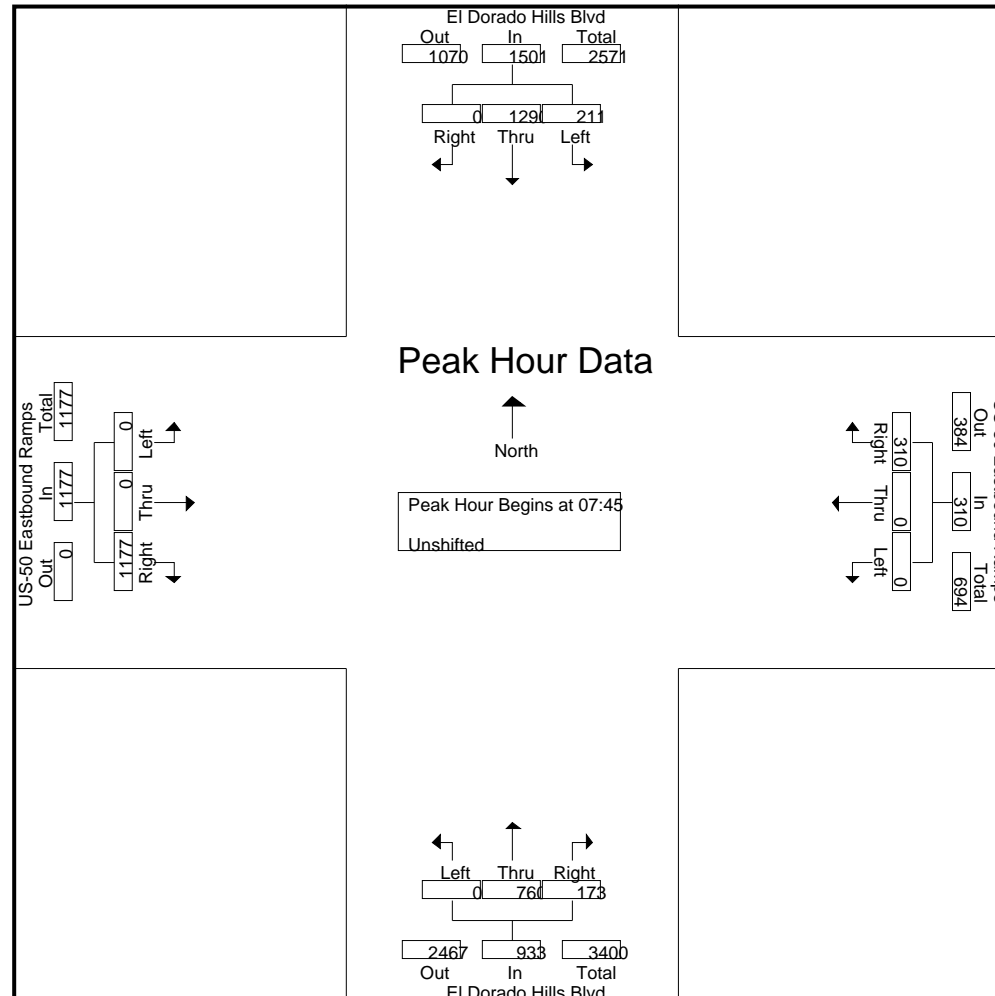 El Dorado Hills Blvd
Out In Total
1070 1501 2571
0 1290 211
Right Thru Left
Peak Hour Data
North
Peak Hour Begins at 07:45
Unshifted
US-50 Eastbound Ramps
Total In Out
1177 1177 0
Left Thru Right
0 0 1177
Right Thru Left
310 0 0
Out In Total
384 310 694
Left Thru Right
0 760 173
2467 933 3400
Out In Total
El Dorado Hills Blvd